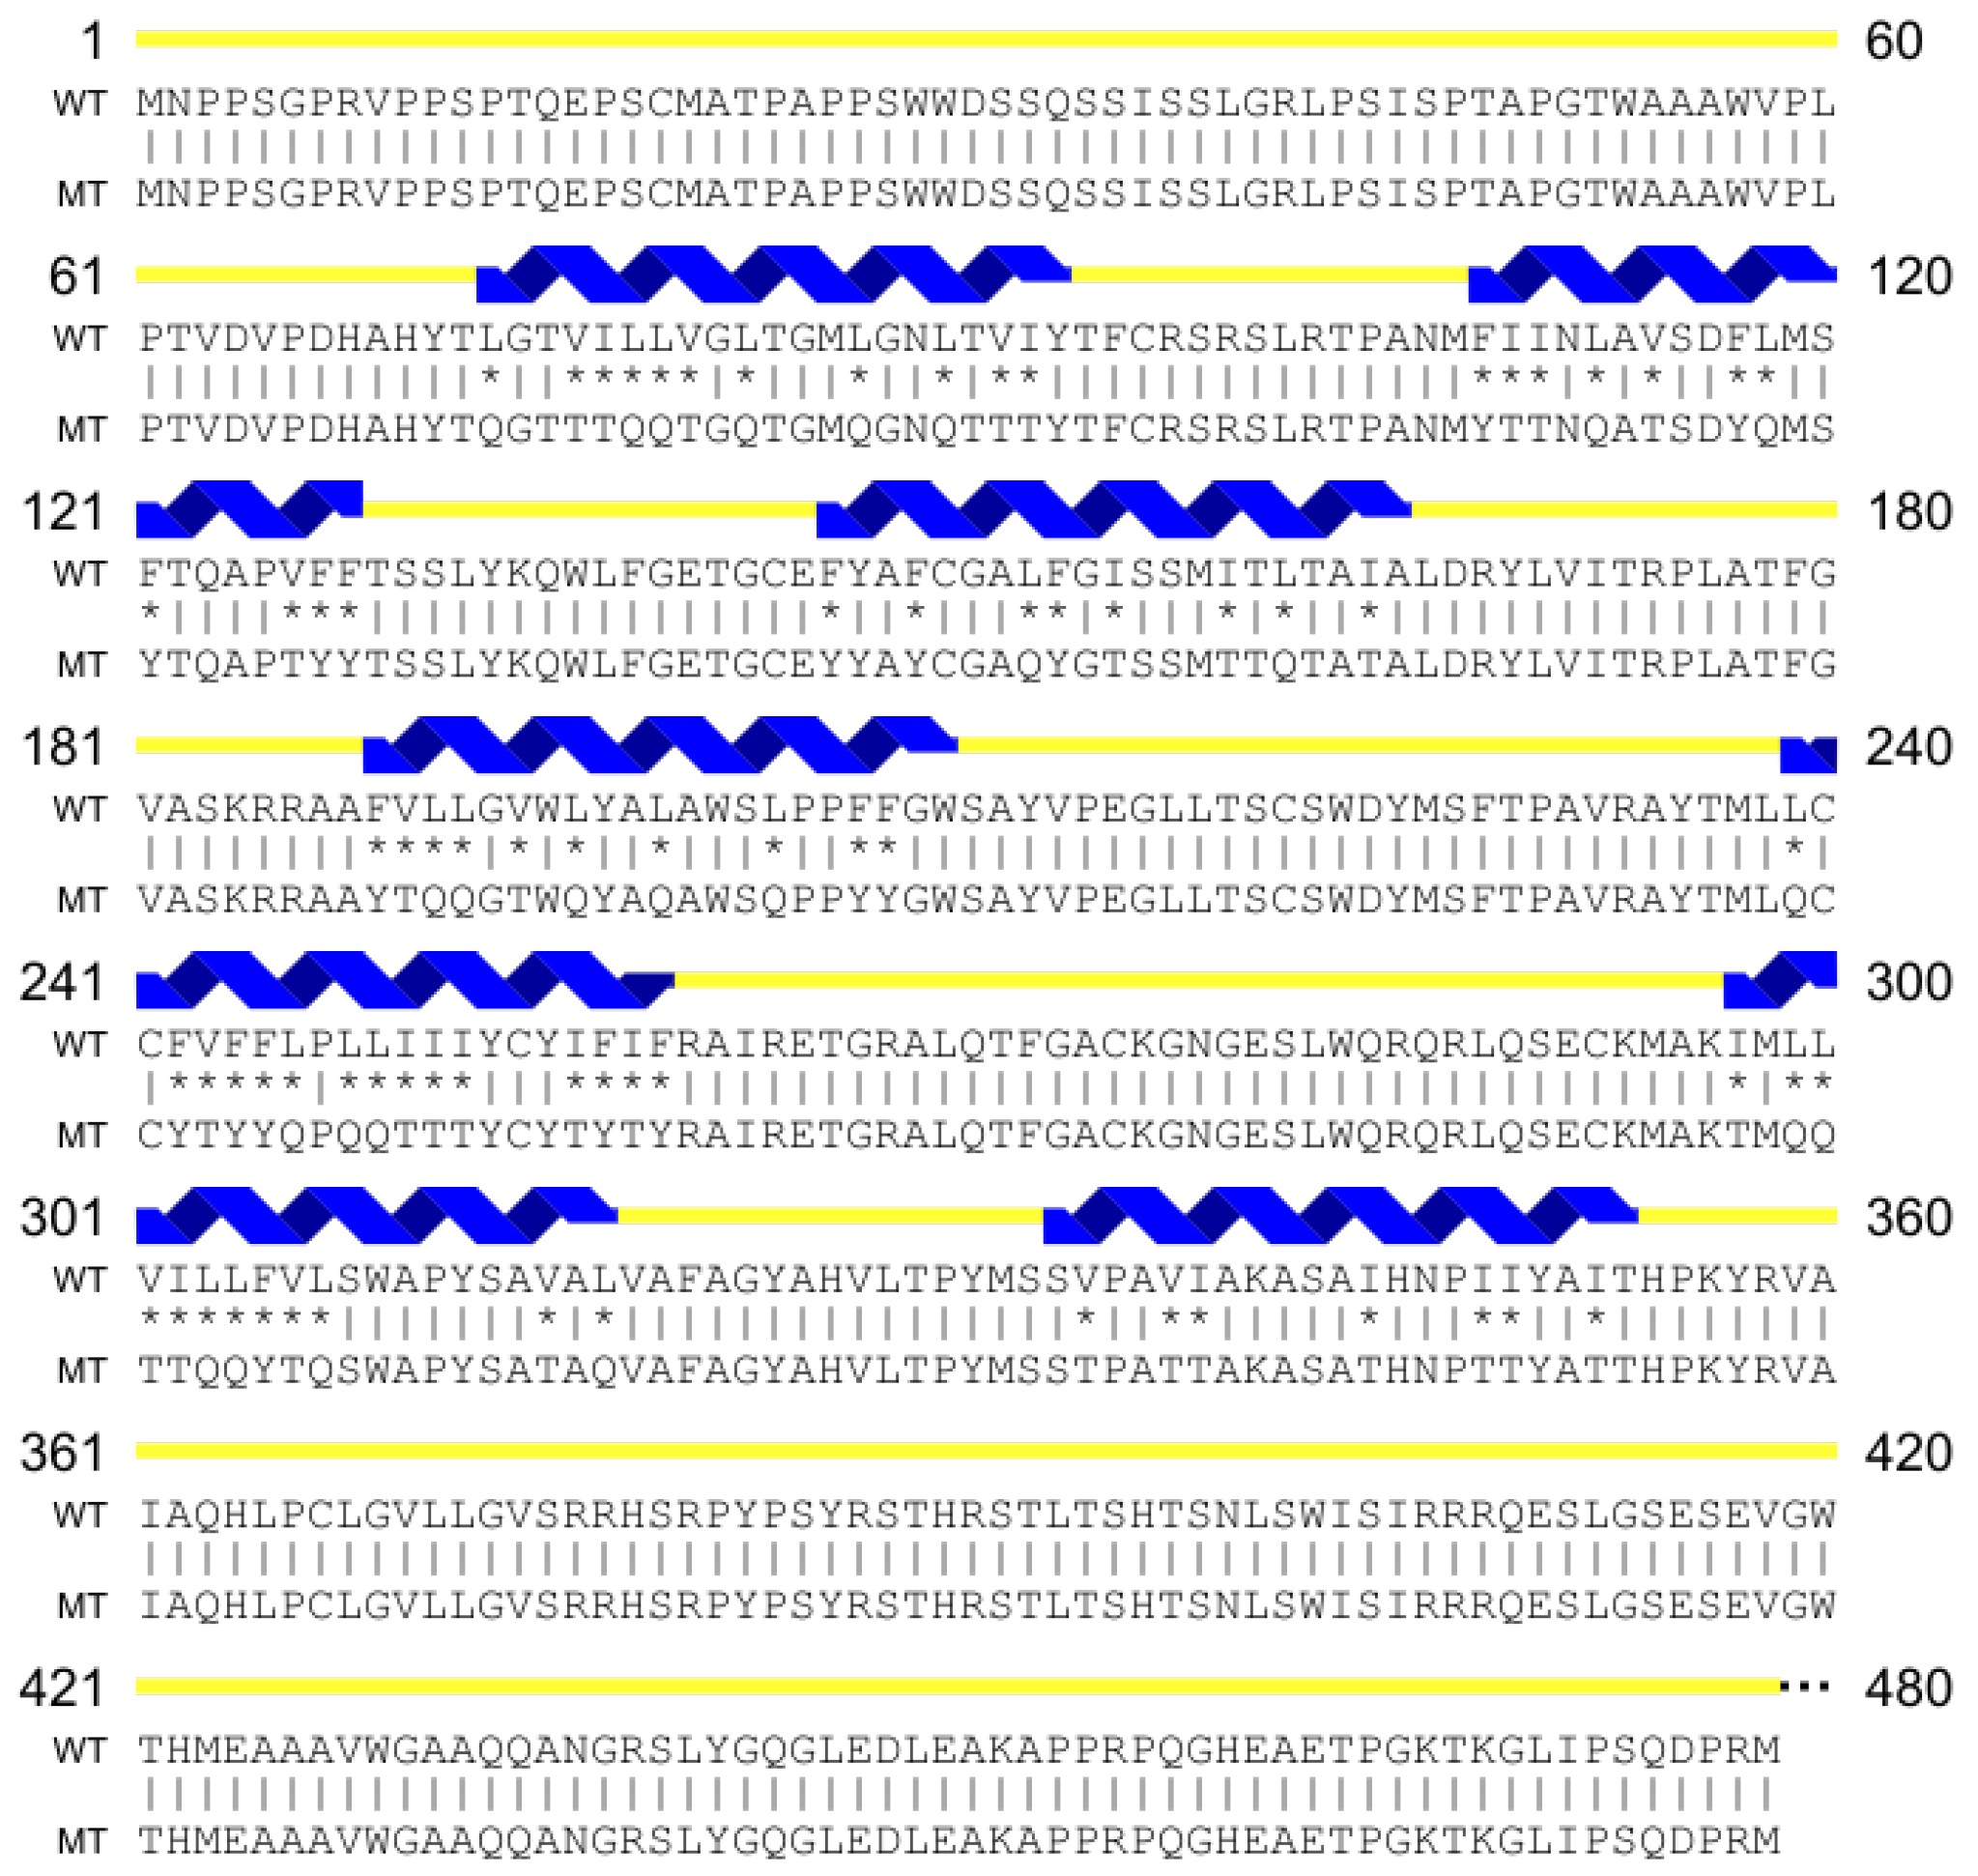 1 60
WT MNPPSGPRVPPSPTQEPSCMATPAPPSWWDSSQSSISSLGRLPSISPTAPGTWAAAWVPL
||||||||||||||||||||||||||||||||||||||||||||||||||||||||||||
MT MNPPSGPRVPPSPTQEPSCMATPAPPSWWDSSQSSISSLGRLPSISPTAPGTWAAAWVPL
61 120
WT PTVDVPDHAHYTLGTVILLVGLTGMLGNLTVIYTFCRSRSLRTPANMFIINLAVSDFLMS
||||||||||||*||*****|*|||*||*|**|||||||||||||||***|*|*||**||
MT PTVDVPDHAHYTQGTTTQQTGQTGMQGNQTTTYTFCRSRSLRTPANMYTTNQATSDYQMS
121 180
WT FTQAPVFFTSSLYKQWLFGETGCEFYAFCGALFGISSMITLTAIALDRYLVITRPLATFG
*||||***||||||||||||||||*||*|||**|*|||*|*||*||||||||||||||||
MT YTQAPTYYTSSLYKQWLFGETGCEYYAYCGAQYGTSSMTTQTATALDRYLVITRPLATFG
181 240
WT VASKRRAAFVLLGVWLYALAWSLPPFFGWSAYVPEGLLTSCSWDYMSFTPAVRAYTMLLC
||||||||****|*|*||*|||*||**|||||||||||||||||||||||||||||||*|
MT VASKRRAAYTQQGTWQYAQAWSQPPYYGWSAYVPEGLLTSCSWDYMSFTPAVRAYTMLQC
241 300
WT CFVFFLPLLIIIYCYIFIFRAIRETGRALQTFGACKGNGESLWQRQRLQSECKMAKIMLL
|*****|*****|||****|||||||||||||||||||||||||||||||||||||*|**
MT CYTYYQPQQTTTYCYTYTYRAIRETGRALQTFGACKGNGESLWQRQRLQSECKMAKTMQQ
301 360
WT VILLFVLSWAPYSAVALVAFAGYAHVLTPYMSSVPAVIAKASAIHNPIIYAITHPKYRVA
*******|||||||*|*||||||||||||||||*||**|||||*|||**||*||||||||
MT TTQQYTQSWAPYSATAQVAFAGYAHVLTPYMSSTPATTAKASATHNPTTYATTHPKYRVA
361 420
WT IAQHLPCLGVLLGVSRRHSRPYPSYRSTHRSTLTSHTSNLSWISIRRRQESLGSESEVGW
||||||||||||||||||||||||||||||||||||||||||||||||||||||||||||
MT IAQHLPCLGVLLGVSRRHSRPYPSYRSTHRSTLTSHTSNLSWISIRRRQESLGSESEVGW
421 480
WT THMEAAAVWGAAQQANGRSLYGQGLEDLEAKAPPRPQGHEAETPGKTKGLIPSQDPRM
||||||||||||||||||||||||||||||||||||||||||||||||||||||||||
MT THMEAAAVWGAAQQANGRSLYGQGLEDLEAKAPPRPQGHEAETPGKTKGLIPSQDPRM